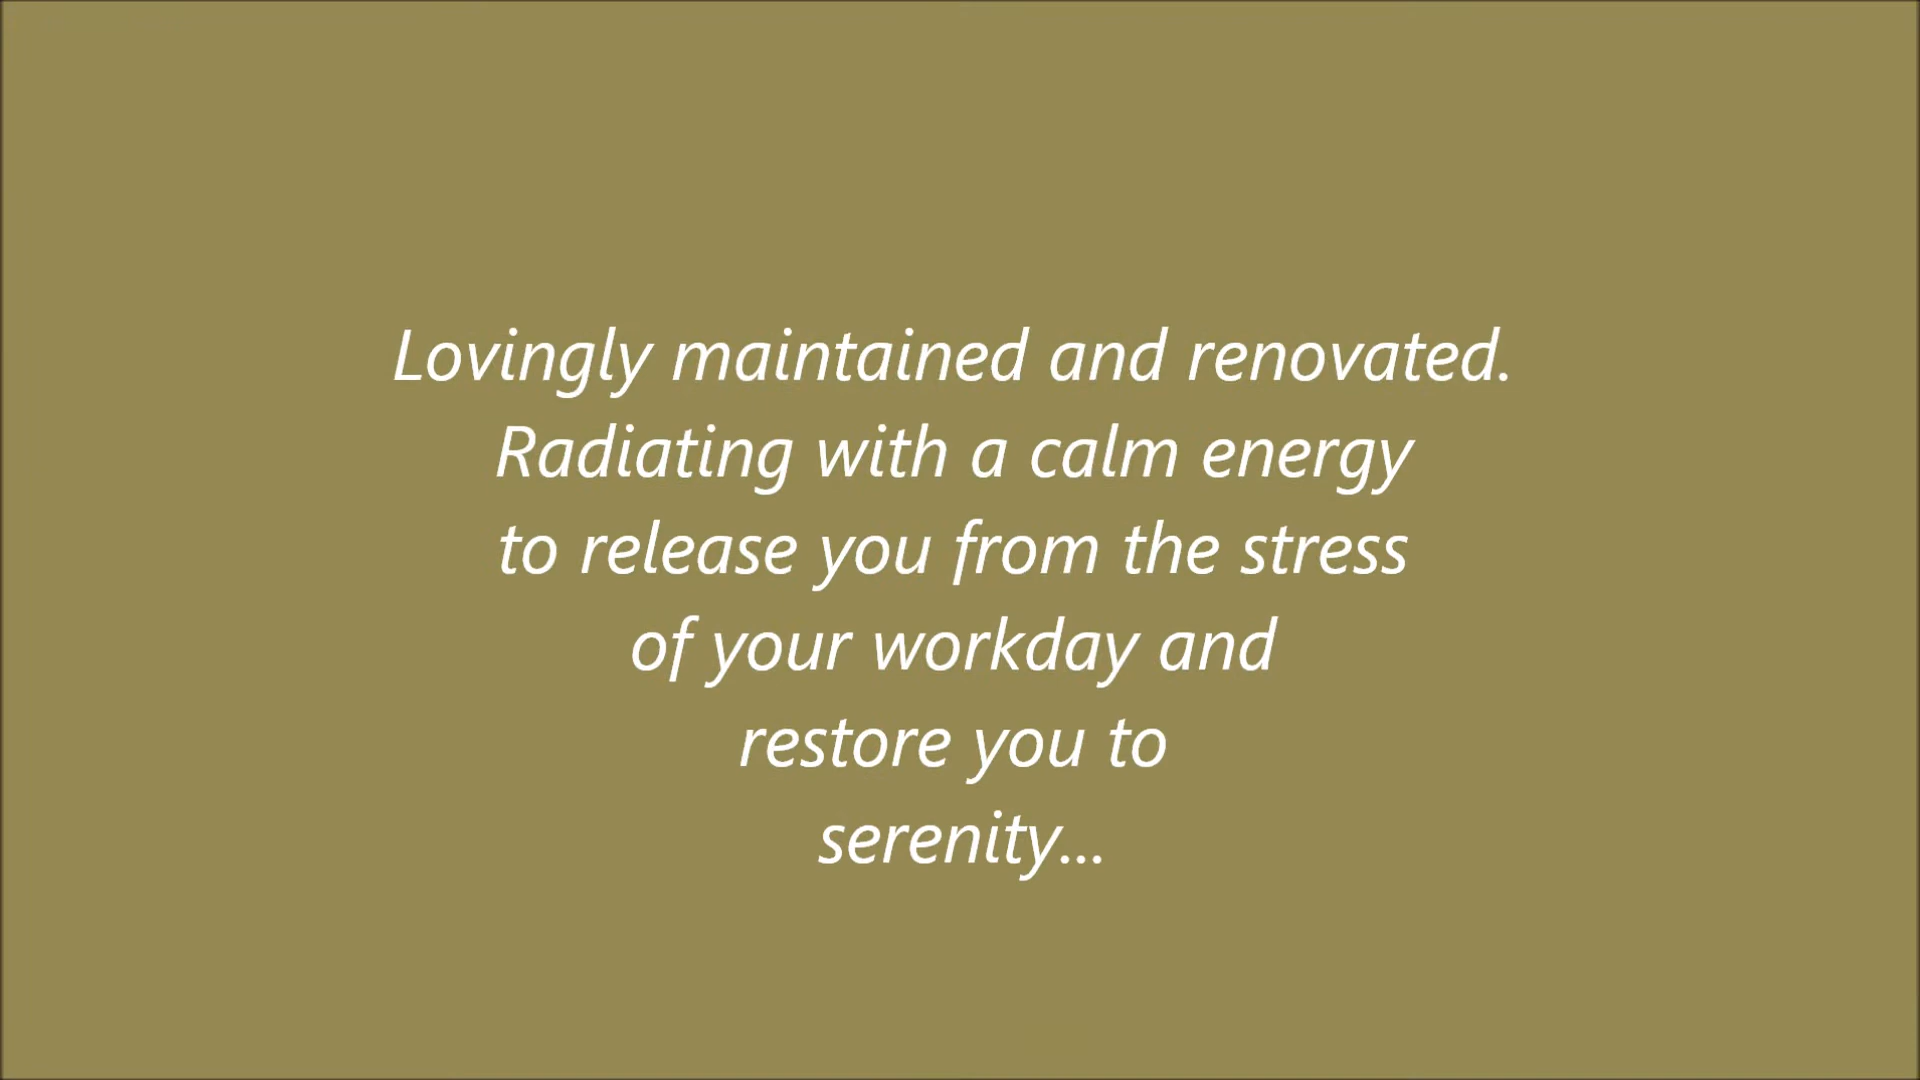 Lovingly maintained and renovated.
Radiating with a calm energy
to release you from the stress
of your workday and
restore you to
serenity...